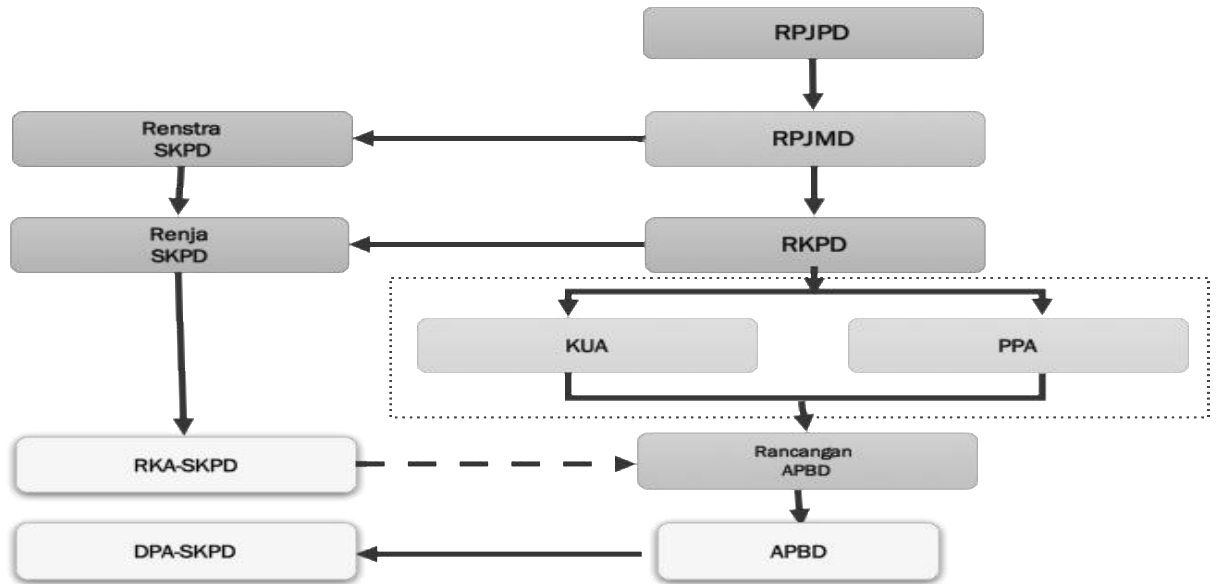 RPJPD
Renstra
SKPD
RPJMD
Renja
SKPD
RKPD
KUA
PPA
RKA-SKPD
Rancangan
APBD
DPA-SKPD
APBD